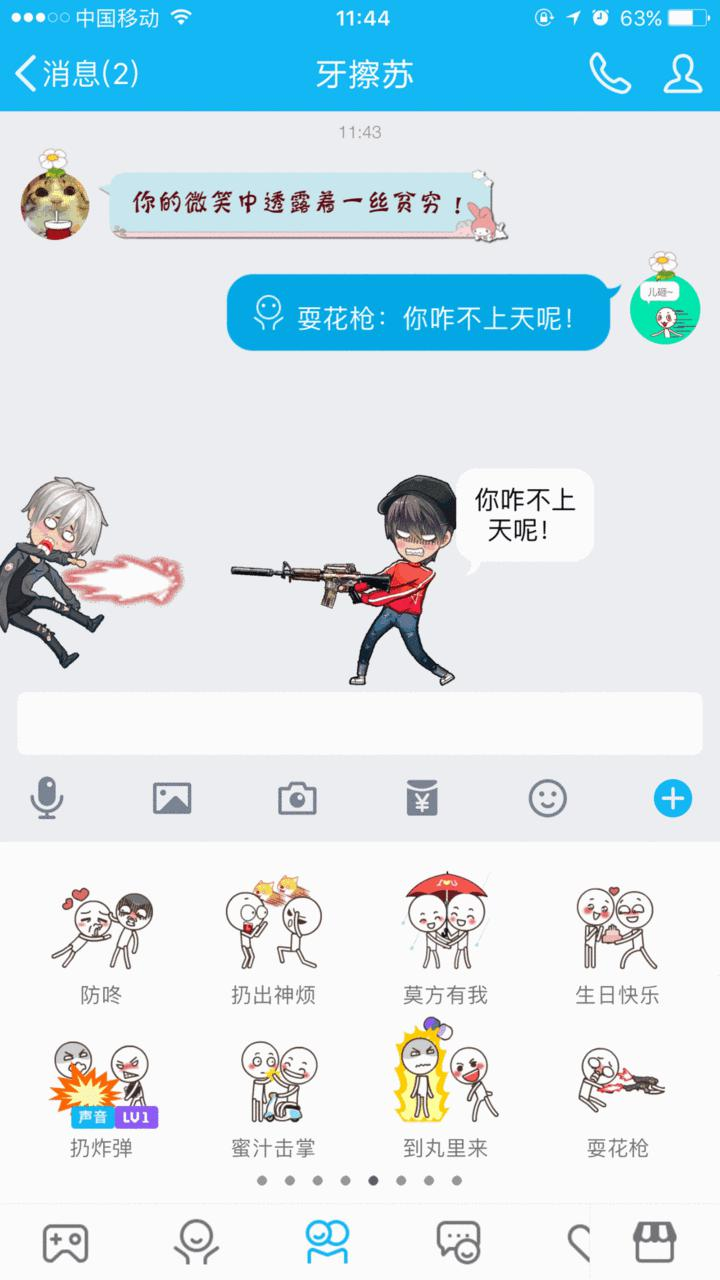 中国移动 11:44 63%
消息(2) 牙擦苏
11:43
你的微笑中透露着一丝贫穷！
儿砸~
耍花枪：你咋不上天呢！
你咋不上
天呢！
防咚 扔出神烦 莫方有我 生日快乐
声音 LV1
扔炸弹 蜜汁击掌 到丸里来 耍花枪